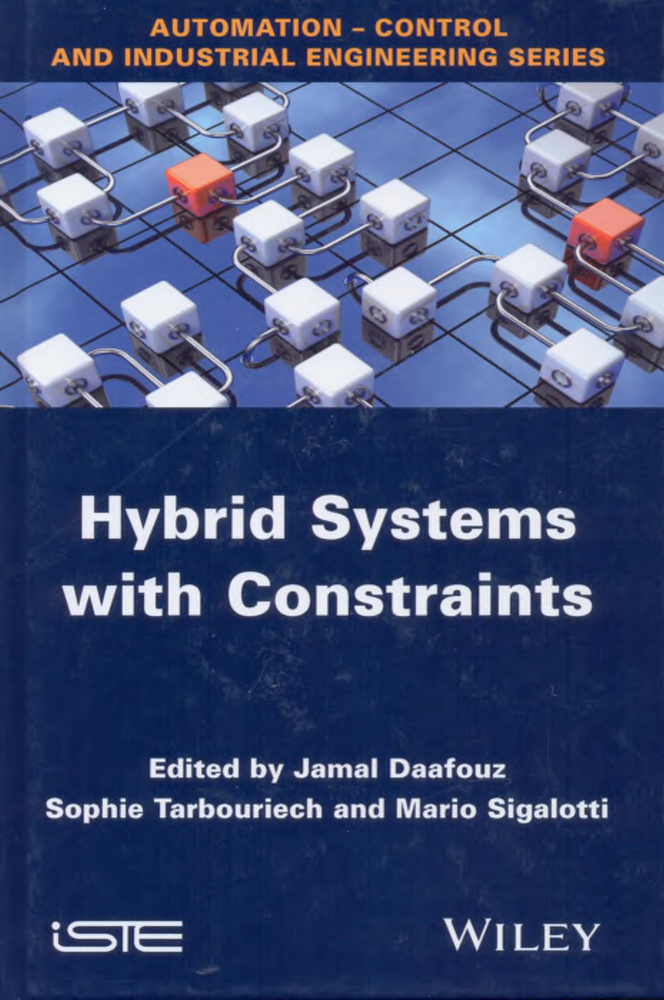 AUTOMATION – CONTROL
AND INDUSTRIAL ENGINEERING SERIES
Hybrid Systems
with Constraints
Edited by Jamal Daafouz
Sophie Tarbouriech and Mario Sigalotti
iSTE
WILEY